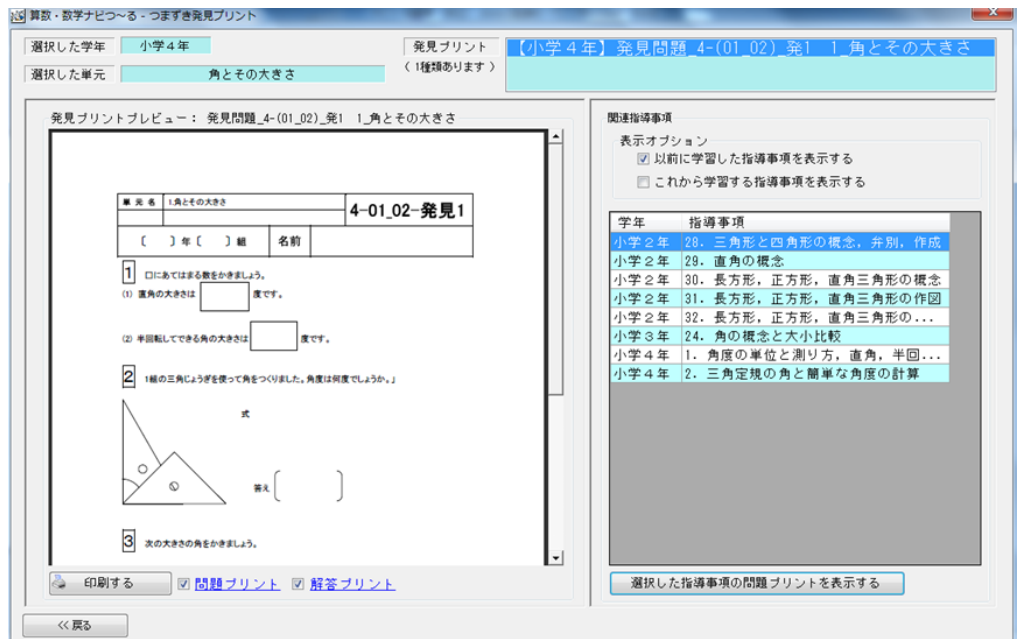 算数・数学ナビつ～る - つまずき発見プリント
選択した学年 小学４年
選択した単元 角とその大きさ
発見プリント
（1種類あります）
【小学４年】発見問題_4-(01_02)_発1　1_角とその大きさ
発見プリントプレビュー： 発見問題_4-(01_02)_発1　1_角とその大きさ
単元名 1.角とその大きさ
4-01_02-発見1
〔　〕年〔　〕組 名前
1 口にあてはまる数をかきましょう。
(1) 直角の大きさは 度です。
(2) 半回転してできる角の大きさは 度です。
2 1組の三角じょうぎを使って角をつくりました。角度は何度でしょうか。」
式
答え
3 次の大きさの角をかきましょう。
印刷する 問題プリント 解答プリント
関連指導事項
表示オプション
以前に学習した指導事項を表示する
これから学習する指導事項を表示する
学年 指導事項
小学２年 28. 三角形と四角形の概念，弁別，作成
小学２年 29. 直角の概念
小学２年 30. 長方形，正方形，直角三角形の概念
小学２年 31. 長方形，正方形，直角三角形の作図
小学２年 32. 長方形，正方形，直角三角形の...
小学３年 24. 角の概念と大小比較
小学４年 1. 角度の単位と測り方，直角，半回...
小学４年 2. 三角定規の角と簡単な角度の計算
選択した指導事項の問題プリントを表示する
<< 戻る